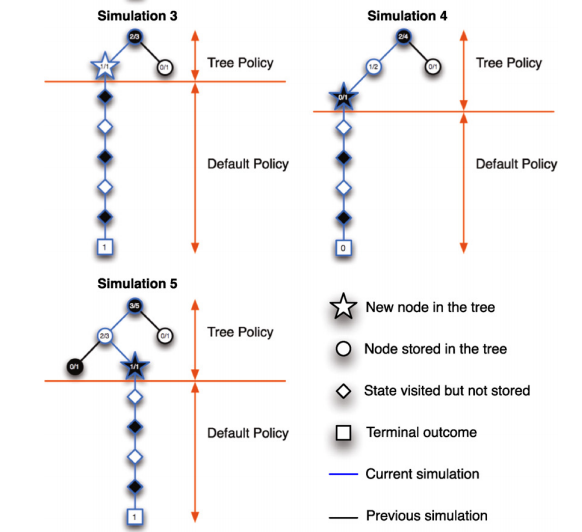 Simulation 3
2/3
1/1
0/1
Tree Policy
Default Policy
1
Simulation 4
2/4
1/2
0/1
0/1
Tree Policy
Default Policy
0
Simulation 5
3/5
2/3
0/1
0/1
1/1
Tree Policy
Default Policy
1
New node in the tree
Node stored in the tree
State visited but not stored
Terminal outcome
Current simulation
Previous simulation